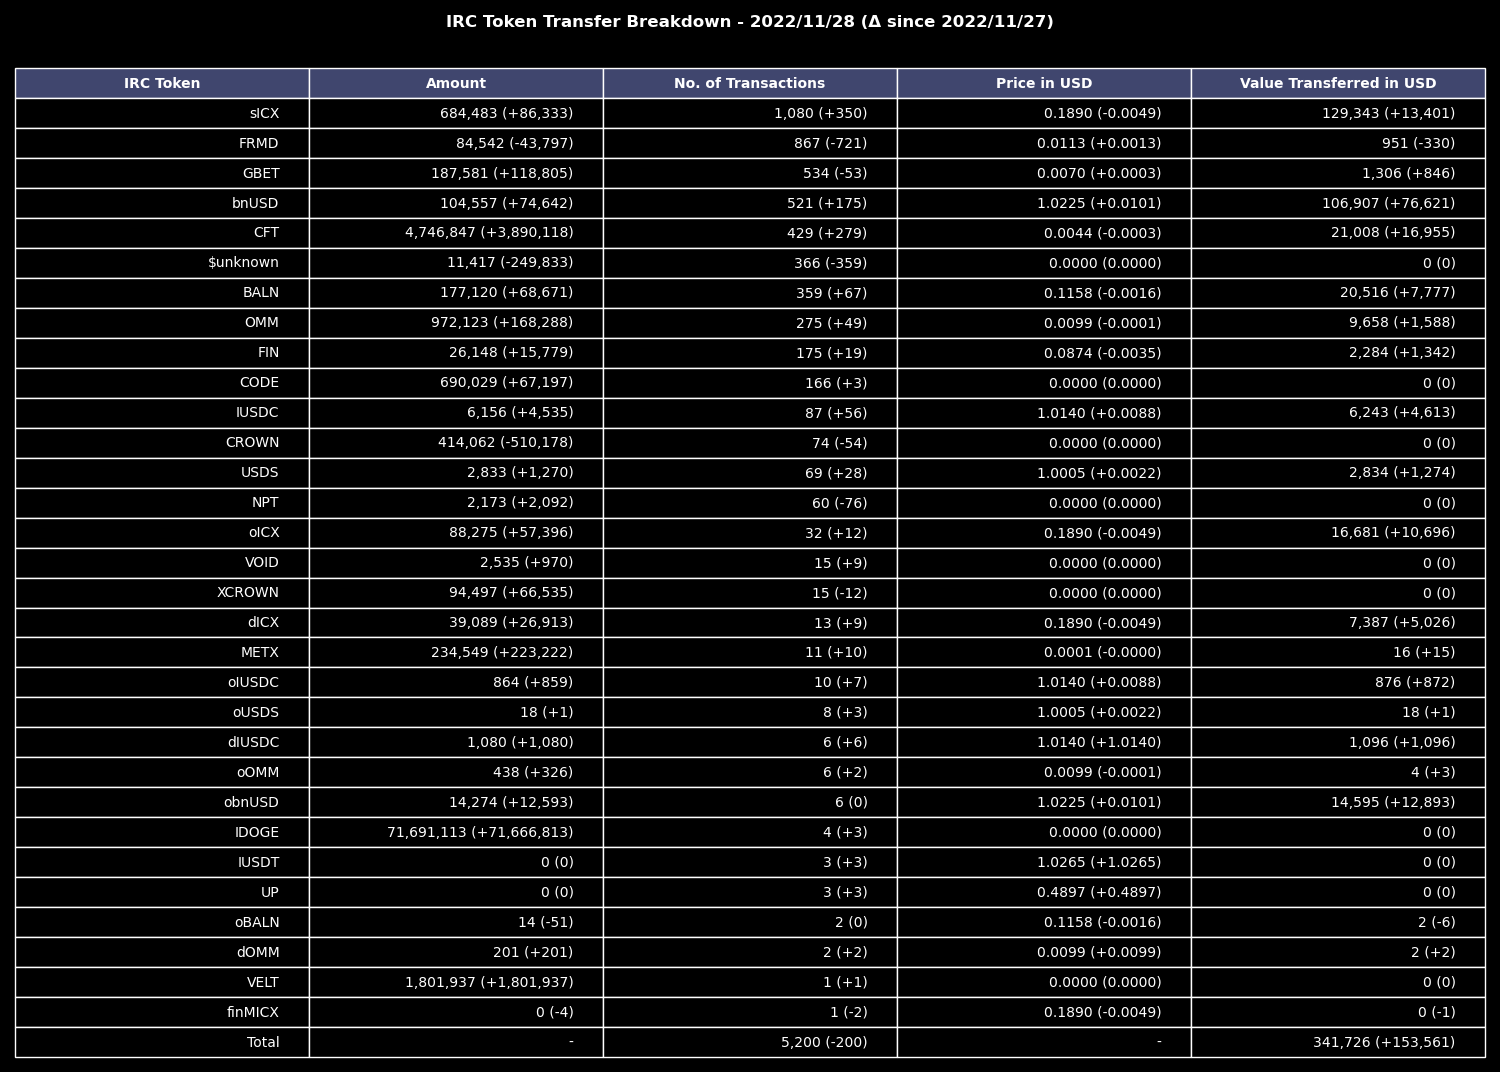 IRC Token Transfer Breakdown - 2022/11/28 (Δ since 2022/11/27)
IRC Token Amount No. of Transactions Price in USD Value Transferred in USD
sICX 684,483 (+86,333) 1,080 (+350) 0.1890 (-0.0049) 129,343 (+13,401)
FRMD 84,542 (-43,797) 867 (-721) 0.0113 (+0.0013) 951 (-330)
GBET 187,581 (+118,805) 534 (-53) 0.0070 (+0.0003) 1,306 (+846)
bnUSD 104,557 (+74,642) 521 (+175) 1.0225 (+0.0101) 106,907 (+76,621)
CFT 4,746,847 (+3,890,118) 429 (+279) 0.0044 (-0.0003) 21,008 (+16,955)
$unknown 11,417 (-249,833) 366 (-359) 0.0000 (0.0000) 0 (0)
BALN 177,120 (+68,671) 359 (+67) 0.1158 (-0.0016) 20,516 (+7,777)
OMM 972,123 (+168,288) 275 (+49) 0.0099 (-0.0001) 9,658 (+1,588)
FIN 26,148 (+15,779) 175 (+19) 0.0874 (-0.0035) 2,284 (+1,342)
CODE 690,029 (+67,197) 166 (+3) 0.0000 (0.0000) 0 (0)
IUSDC 6,156 (+4,535) 87 (+56) 1.0140 (+0.0088) 6,243 (+4,613)
CROWN 414,062 (-510,178) 74 (-54) 0.0000 (0.0000) 0 (0)
USDS 2,833 (+1,270) 69 (+28) 1.0005 (+0.0022) 2,834 (+1,274)
NPT 2,173 (+2,092) 60 (-76) 0.0000 (0.0000) 0 (0)
oICX 88,275 (+57,396) 32 (+12) 0.1890 (-0.0049) 16,681 (+10,696)
VOID 2,535 (+970) 15 (+9) 0.0000 (0.0000) 0 (0)
XCROWN 94,497 (+66,535) 15 (-12) 0.0000 (0.0000) 0 (0)
dICX 39,089 (+26,913) 13 (+9) 0.1890 (-0.0049) 7,387 (+5,026)
METX 234,549 (+223,222) 11 (+10) 0.0001 (-0.0000) 16 (+15)
oIUSDC 864 (+859) 10 (+7) 1.0140 (+0.0088) 876 (+872)
oUSDS 18 (+1) 8 (+3) 1.0005 (+0.0022) 18 (+1)
dIUSDC 1,080 (+1,080) 6 (+6) 1.0140 (+1.0140) 1,096 (+1,096)
oOMM 438 (+326) 6 (+2) 0.0099 (-0.0001) 4 (+3)
obnUSD 14,274 (+12,593) 6 (0) 1.0225 (+0.0101) 14,595 (+12,893)
IDOGE 71,691,113 (+71,666,813) 4 (+3) 0.0000 (0.0000) 0 (0)
IUSDT 0 (0) 3 (+3) 1.0265 (+1.0265) 0 (0)
UP 0 (0) 3 (+3) 0.4897 (+0.4897) 0 (0)
oBALN 14 (-51) 2 (0) 0.1158 (-0.0016) 2 (-6)
dOMM 201 (+201) 2 (+2) 0.0099 (+0.0099) 2 (+2)
VELT 1,801,937 (+1,801,937) 1 (+1) 0.0000 (0.0000) 0 (0)
finMICX 0 (-4) 1 (-2) 0.1890 (-0.0049) 0 (-1)
Total - 5,200 (-200) - 341,726 (+153,561)